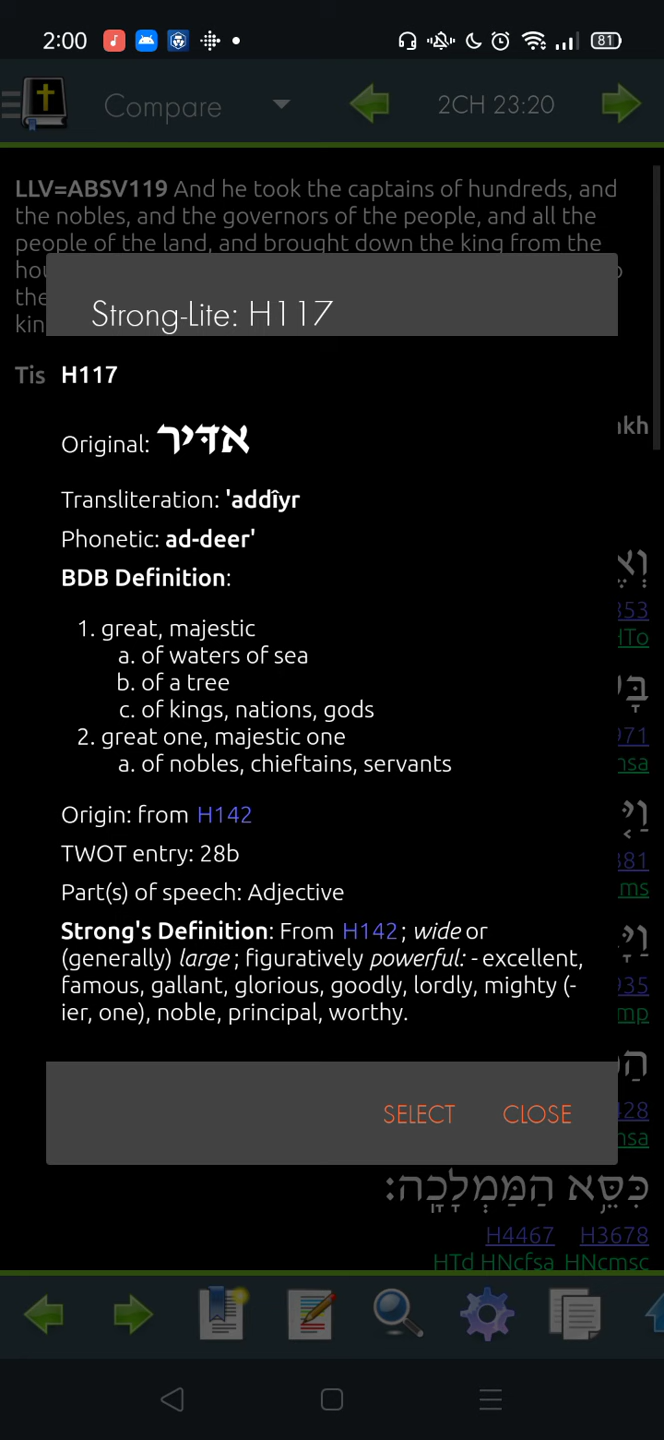 2:00 81
Compare 2CH 23:20
LLV=ABSV119 And he took the captains of hundreds, and
the nobles, and the governors of the people, and all the
people of the land, and brought down the king from the
Strong-Lite: H117
the
Tis H117
Original: אדּיר
Transliteration: 'addîyr
Phonetic: ad-deer'
BDB Definition:
1. great, majestic
a. of waters of sea
b. of a tree
c. of kings, nations, gods
2. great one, majestic one
a. of nobles, chieftains, servants
Origin: from H142
TWOT entry: 28b
Part(s) of speech: Adjective
Strong's Definition: From H142; wide or
(generally) large; figuratively powerful: - excellent,
famous, gallant, glorious, goodly, lordly, mighty (-
ier, one), noble, principal, worthy.
SELECT CLOSE
כִּסֵּ֥א הַמַּמְלָכָֽה׃
H4467 H3678
HTd HNcfsa HNcmsc